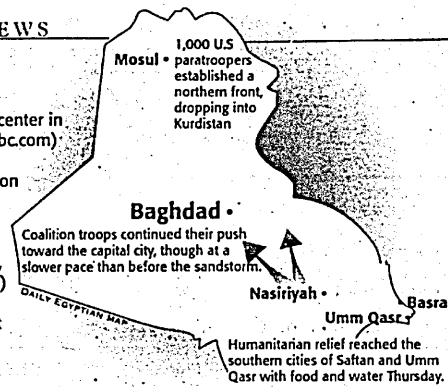 EWS
1,000 U.S
Mosul • paratroopers
established a
northern front,
dropping into
Kurdistan
center in
bc.com)
on
Baghdad •
Coalition troops continued their push
toward the capital city, though at a
slower pace than before the sandstorm.
Nasiriyah •
)
DAILY EGYPTIAN MAP
Basra
Umm Qasr
Humanitarian relief reached the
southern cities of Saftan and Umm
Qasr with food and water Thursday.